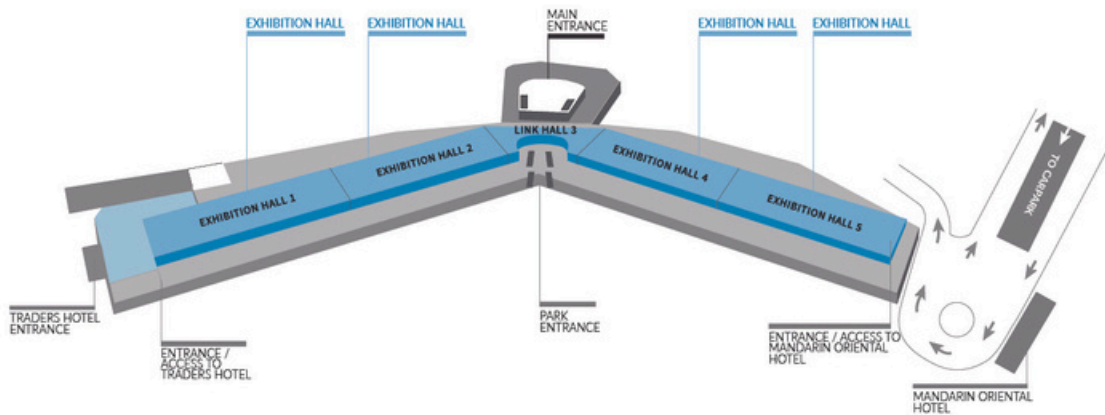 EXHIBITION HALL
EXHIBITION HALL
MAIN
ENTRANCE
EXHIBITION HALL
EXHIBITION HALL
LINK HALL 3
EXHIBITION HALL 2
EXHIBITION HALL 4
EXHIBITION HALL 1
EXHIBITION HALL 5
TO CARPARK
TRADERS HOTEL
ENTRANCE
PARK
ENTRANCE
ENTRANCE / ACCESS TO
MANDARIN ORIENTAL
HOTEL
ENTRANCE /
ACCESS TO
TRADERS HOTEL
MANDARIN ORIENTAL
HOTEL